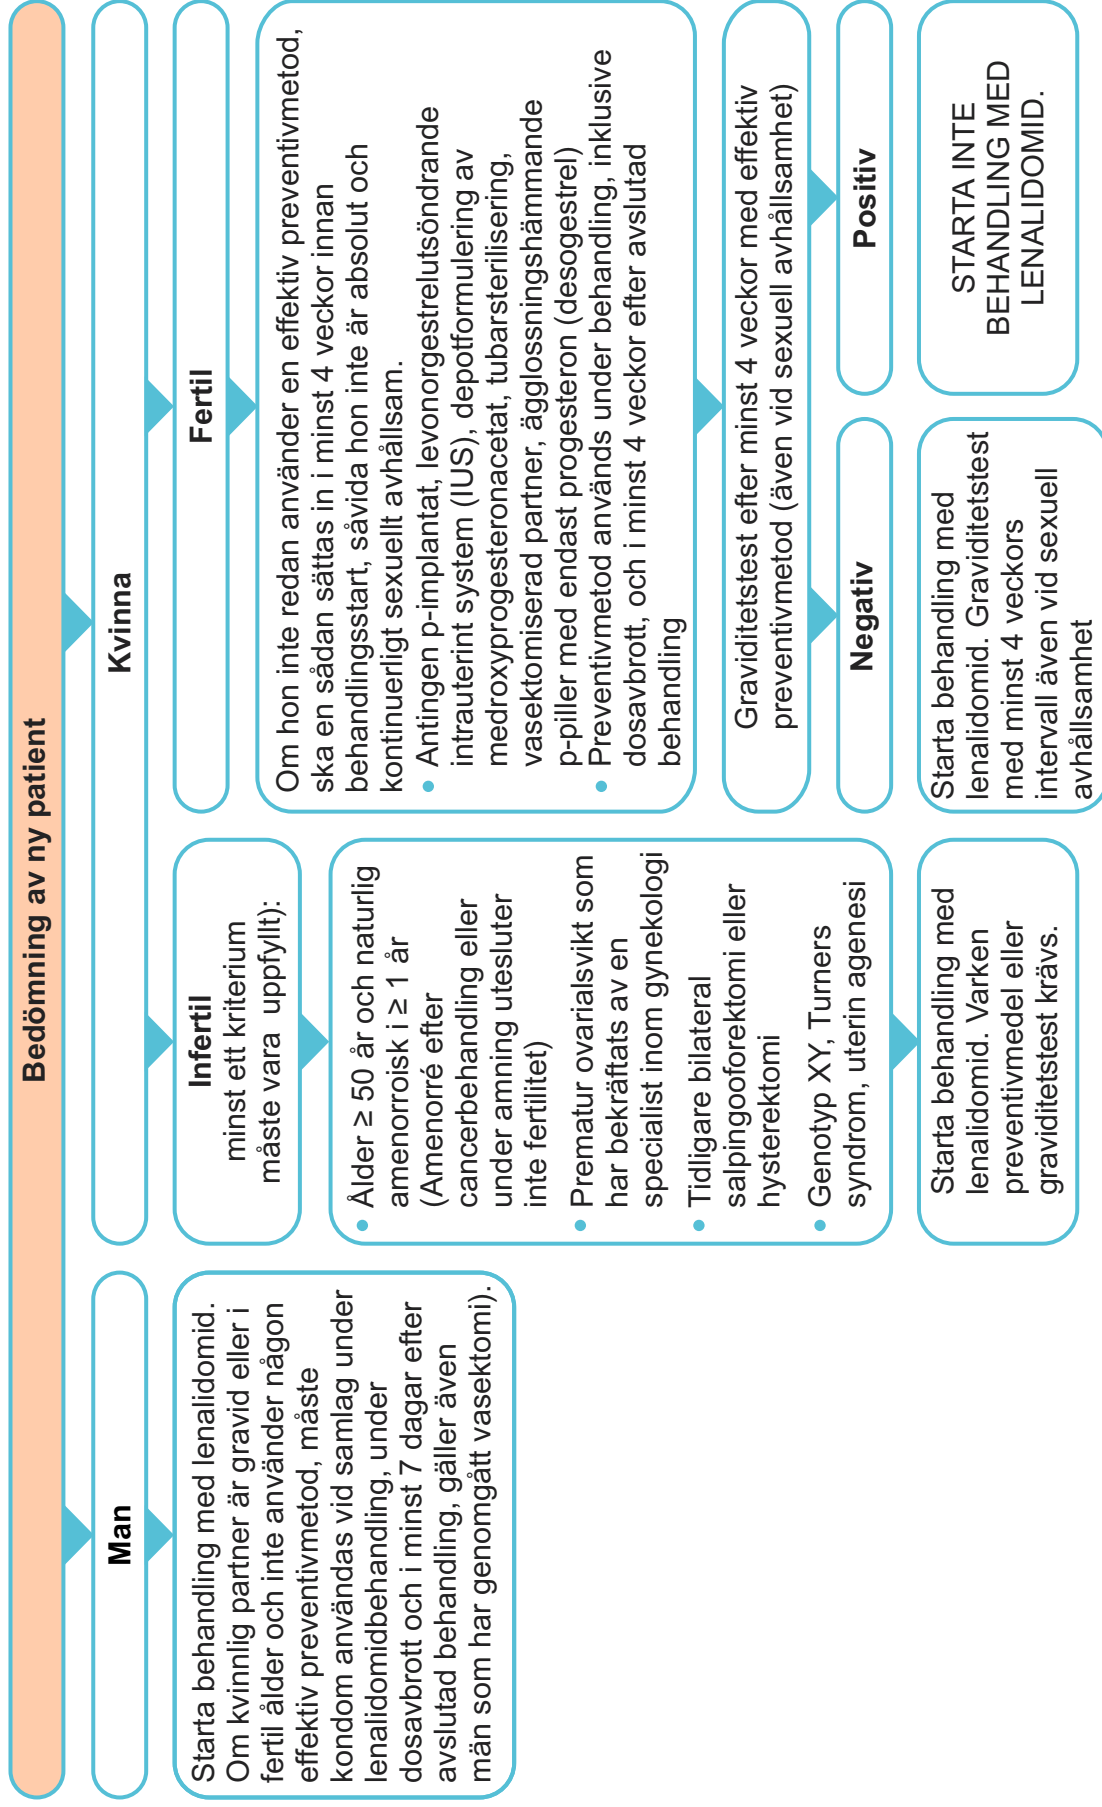 Bedömning av ny patient
Man
Starta behandling med lenalidomid.
Om kvinnlig partner är gravid eller i
fertil ålder och inte använder någon
effektiv preventivmetod, måste
kondom användas vid samlag under
lenalidomidbehandling, under
dosavbrott och i minst 7 dagar efter
avslutad behandling, gäller även
män som har genomgått vasektomi).
Kvinna
Infertil
minst ett kriterium
måste vara uppfyllt):
• Ålder ≥ 50 år och naturlig
amenorroisk i ≥ 1 år
(Amenorré efter
cancerbehandling eller
under amning utesluter
inte fertilitet)
• Prematur ovarialsvikt som
har bekräftats av en
specialist inom gynekologi
• Tidligare bilateral
salpingooforektomi eller
hysterektomi
• Genotyp XY, Turners
syndrom, uterin agenesi
Starta behandling med
lenalidomid. Varken
preventivmedel eller
graviditetstest krävs.
Fertil
Om hon inte redan använder en effektiv preventivmetod,
ska en sådan sättas in i minst 4 veckor innan
behandlingsstart, såvida hon inte är absolut och
kontinuerligt sexuellt avhållsam.
• Antingen p-implantat, levonorgestrelutsöndrande
intrauterint system (IUS), depotformulering av
medroxyprogesteronacetat, tubarsterilisering,
vasektomiserad partner, ägglossningshämmande
p-piller med endast progesteron (desogestrel)
• Preventivmetod används under behandling, inklusive
dosavbrott, och i minst 4 veckor efter avslutad
behandling
Graviditetstest efter minst 4 veckor med effektiv
preventivmetod (även vid sexuell avhållsamhet)
Negativ
Starta behandling med
lenalidomid. Graviditetstest
med minst 4 veckors
intervall även vid sexuell
avhållsamhet
Positiv
STARTA INTE
BEHANDLING MED
LENALIDOMID.